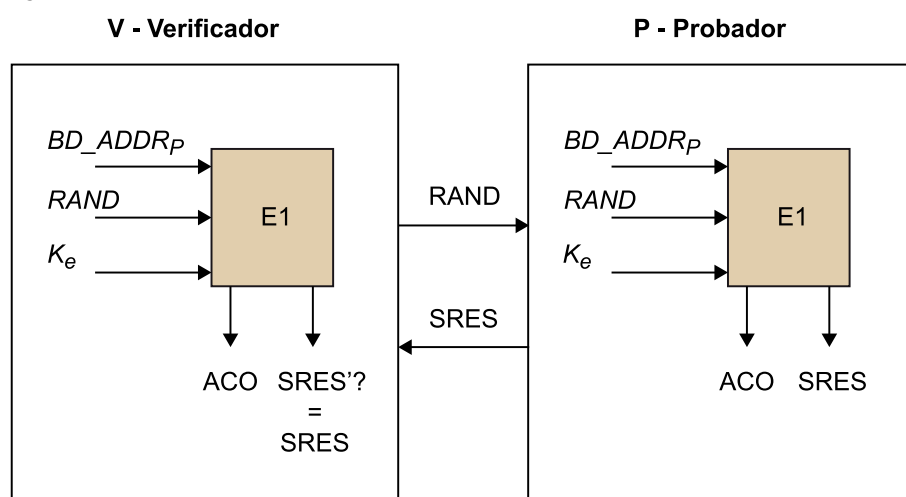 V - Verificador
P - Probador
BD_ADDRP
RAND
Ke
E1
ACO
SRES'?
=
SRES
RAND
SRES
BD_ADDRP
RAND
Ke
E1
ACO
SRES